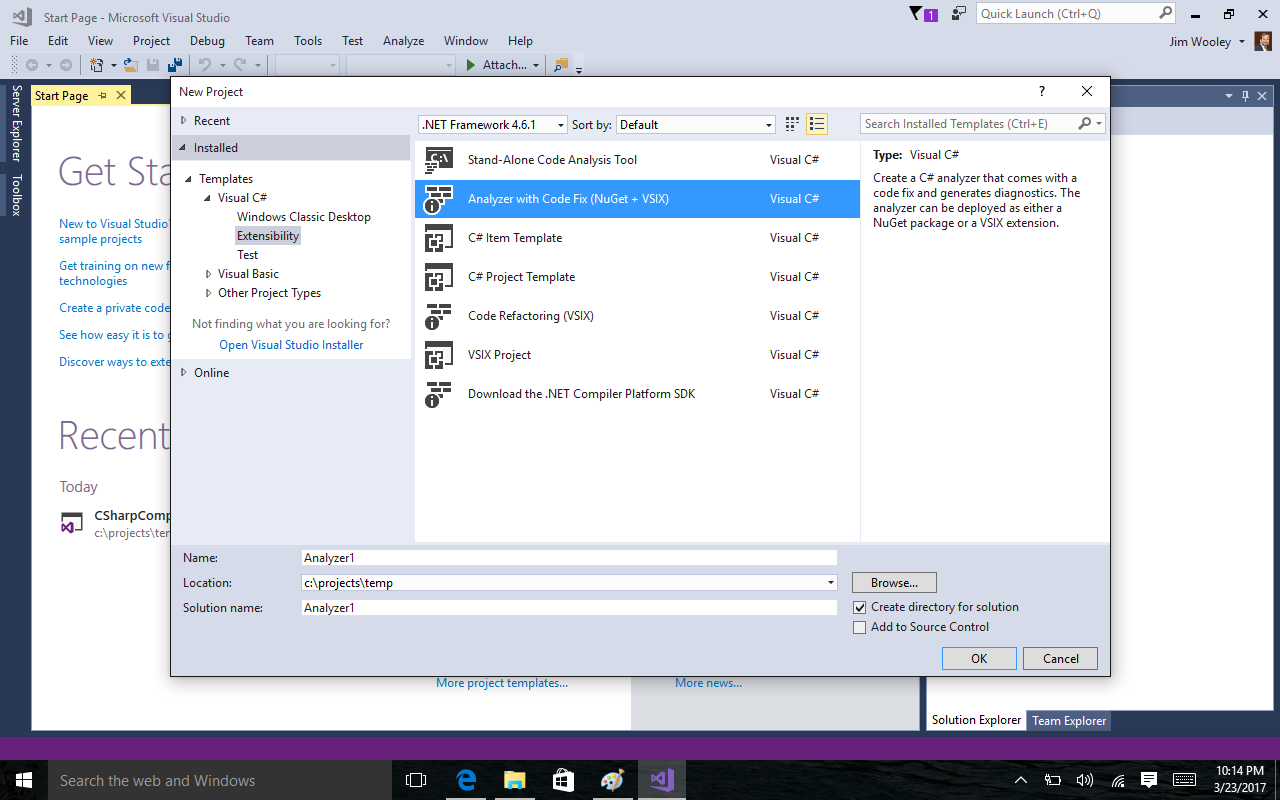 Start Page - Microsoft Visual Studio
1
Quick Launch (Ctrl+Q)
File Edit View Project Debug Team Tools Test Analyze Window Help
Jim Wooley
Attach...
Server Explorer
Toolbox
Start Page
Get Sta
New to Visual Studio?
sample projects
Get training on new f
technologies
Create a private code
See how easy it is to g
Discover ways to exte
Recent
Today
CSharpComp
c:\projects\tem
New Project
?
Recent
Installed
Templates
Visual C#
Windows Classic Desktop
Extensibility
Test
Visual Basic
Other Project Types
Not finding what you are looking for?
Open Visual Studio Installer
Online
.NET Framework 4.6.1
Sort by: Default
Search Installed Templates (Ctrl+E)
Stand-Alone Code Analysis Tool Visual C#
Analyzer with Code Fix (NuGet + VSIX) Visual C#
C# Item Template Visual C#
C# Project Template Visual C#
Code Refactoring (VSIX) Visual C#
VSIX Project Visual C#
Download the .NET Compiler Platform SDK Visual C#
Type: Visual C#
Create a C# analyzer that comes with a
code fix and generates diagnostics. The
analyzer can be deployed as either a
NuGet package or a VSIX extension.
Name: Analyzer1
Location: c:\projects\temp
Browse...
Solution name: Analyzer1
Create directory for solution
Add to Source Control
OK Cancel
More project templates...
More news...
Solution Explorer Team Explorer
Search the web and Windows
10:14 PM
3/23/2017